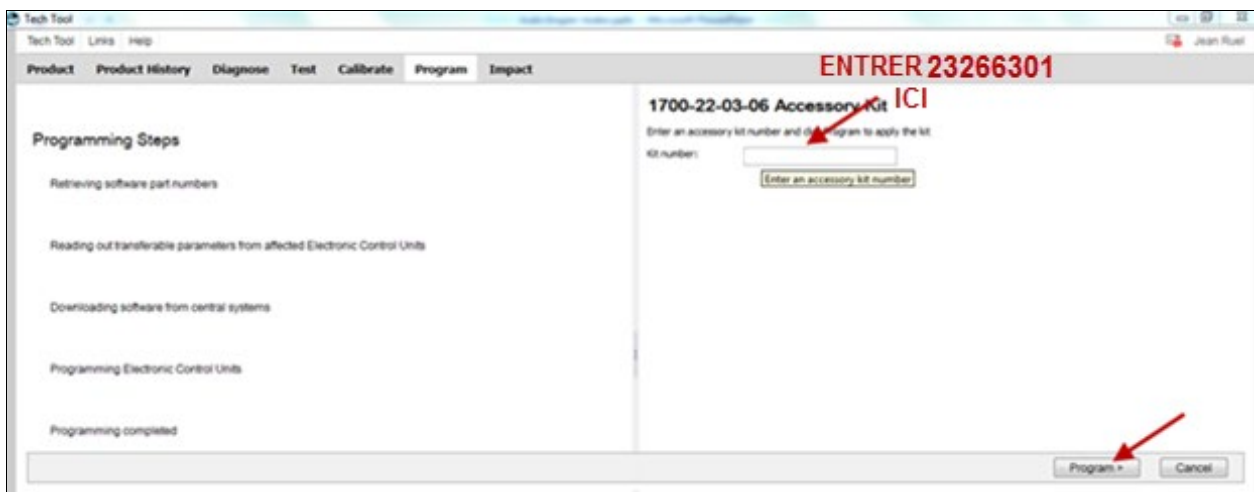 Tech Tool
Tech Tool Links Help
Jean Ruel
Product Product History Diagnose Test Calibrate Program Impact
ENTRER 23266301
ICI
1700-22-03-06 Accessory Kit
Enter an accessory kit number and click Program to apply the kit
Kit number:
Enter an accessory kit number
Programming Steps
Retrieving software part numbers
Reading out transferable parameters from affected Electronic Control Units
Downloading software from central systems
Programming Electronic Control Units
Programming completed
Program »
Cancel